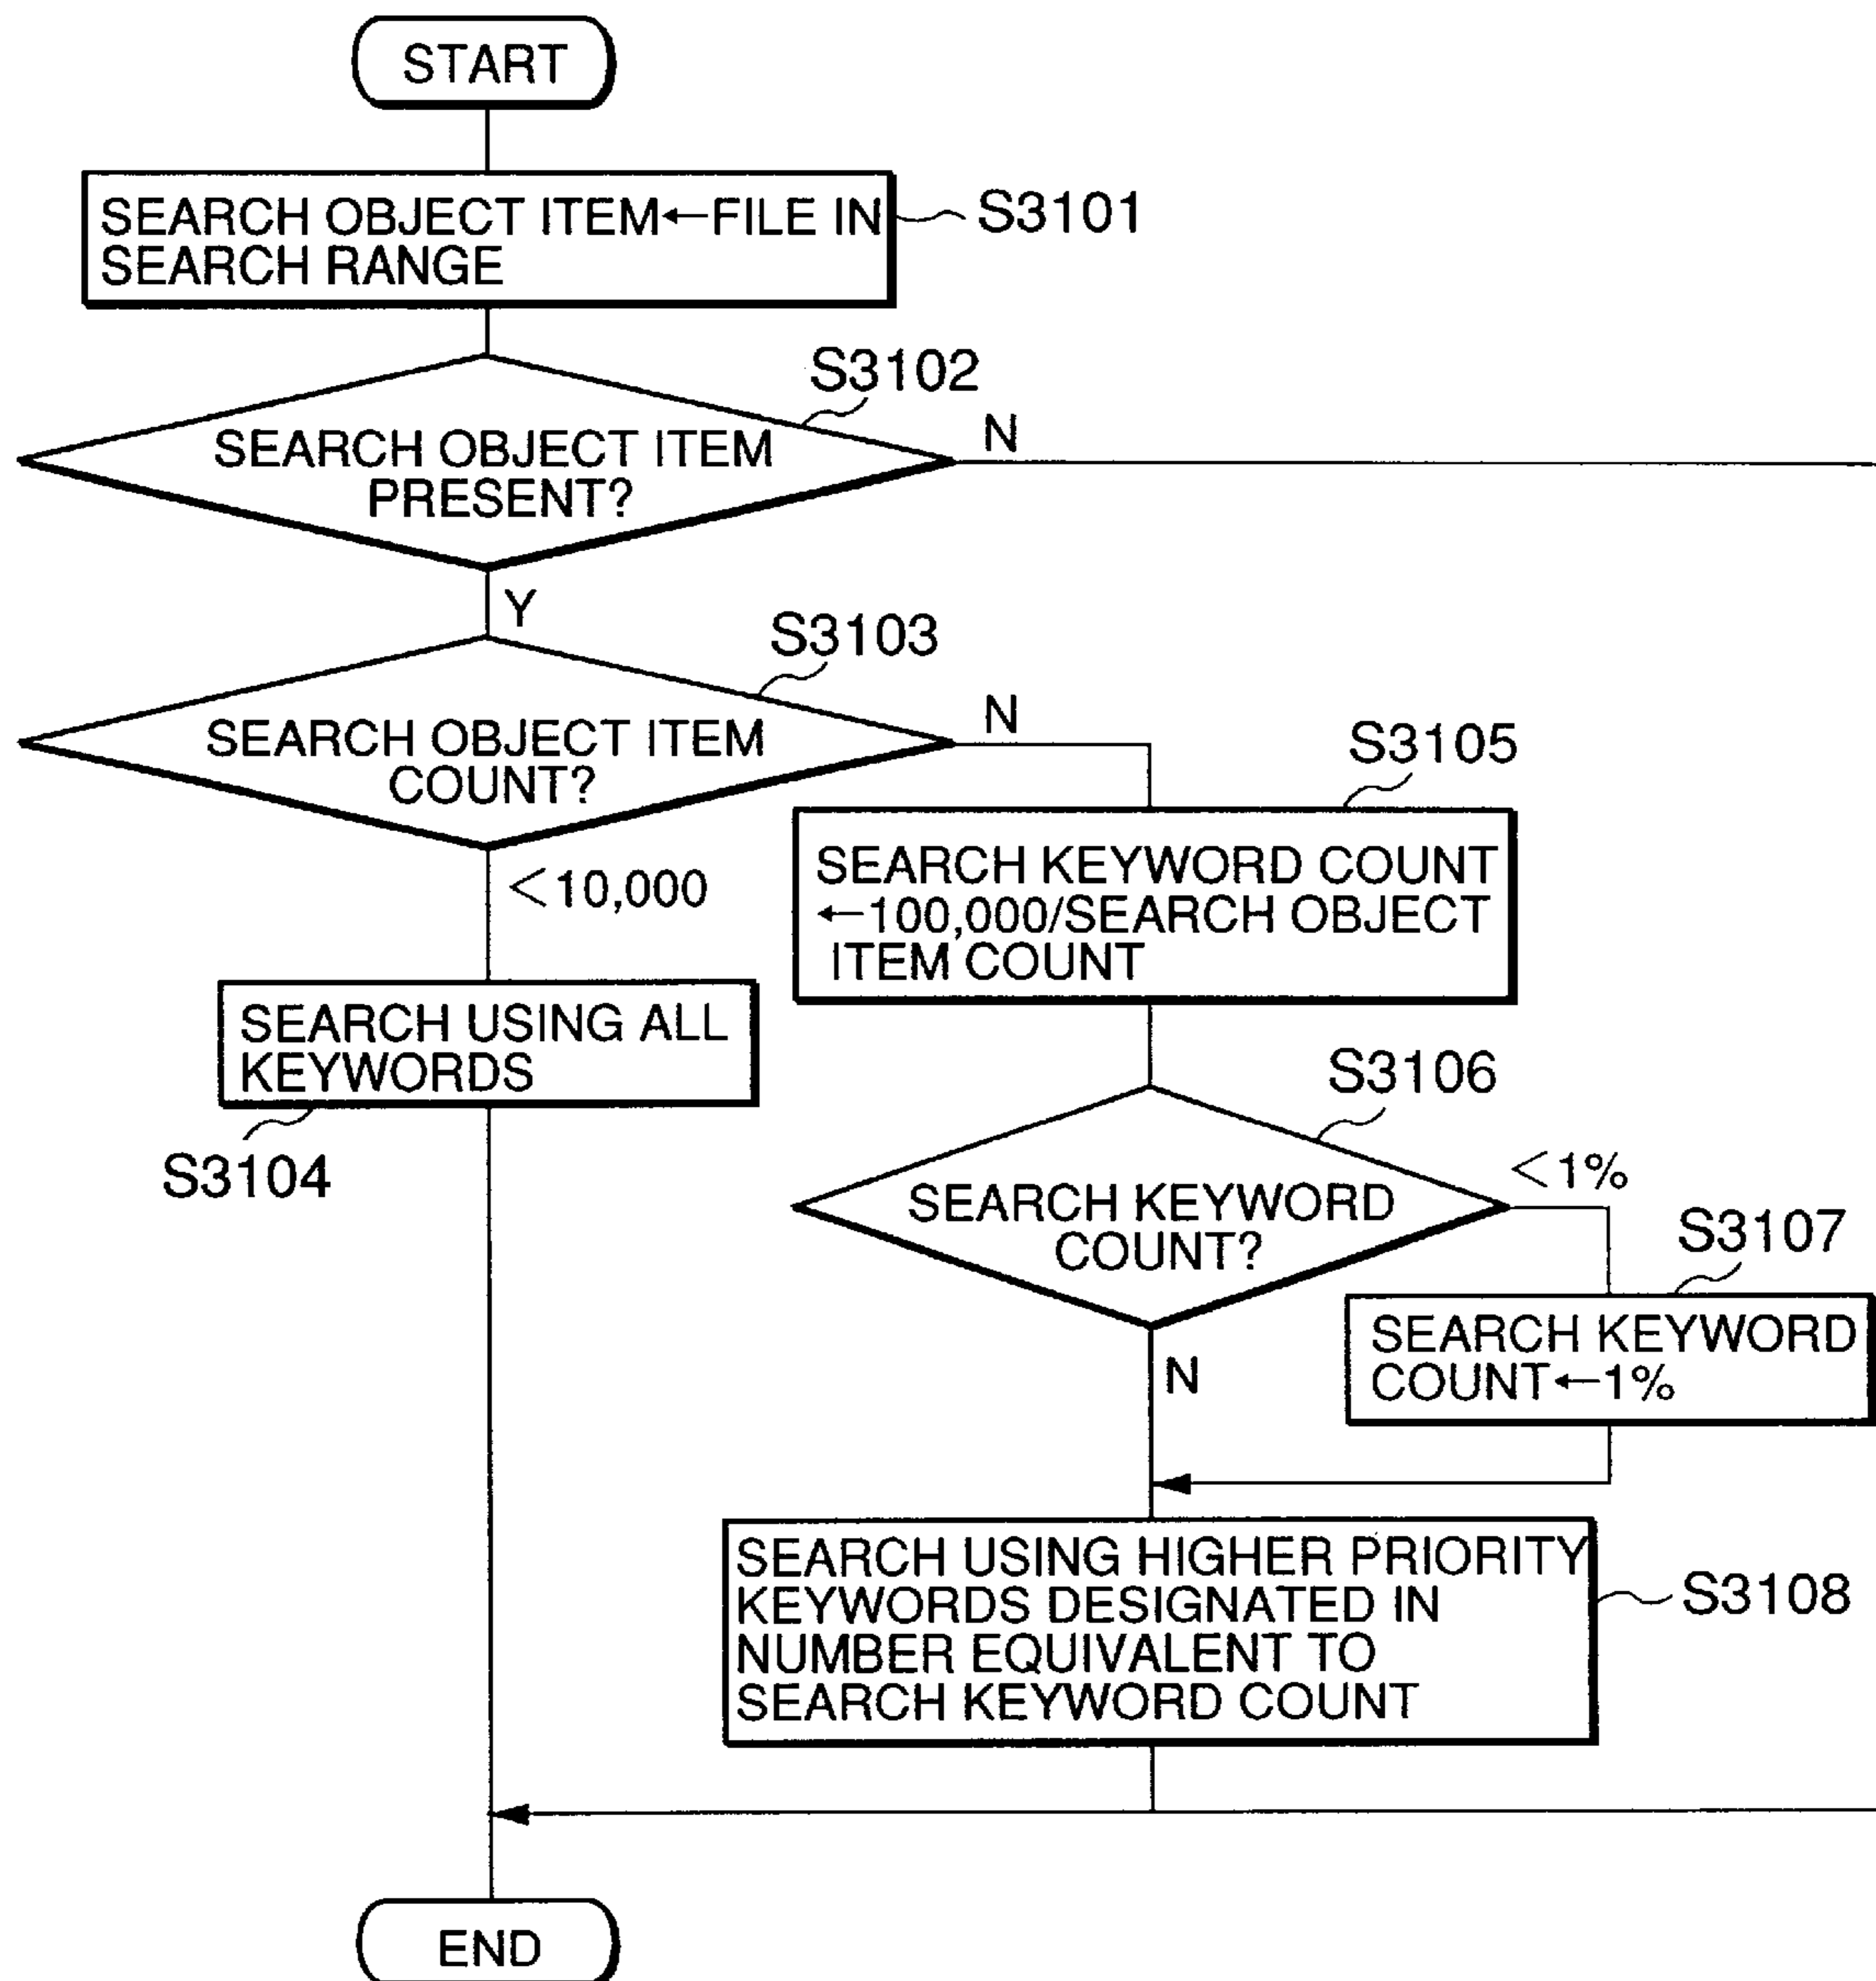 START
SEARCH OBJECT ITEM←FILE IN
SEARCH RANGE
S3101
S3102
SEARCH OBJECT ITEM
PRESENT?
N
Y
S3103
SEARCH OBJECT ITEM
COUNT?
N
<10,000
S3105
SEARCH KEYWORD COUNT
←100,000/SEARCH OBJECT
ITEM COUNT
SEARCH USING ALL
KEYWORDS
S3104
S3106
SEARCH KEYWORD
COUNT?
<1%
N
S3107
SEARCH KEYWORD
COUNT←1%
SEARCH USING HIGHER PRIORITY
KEYWORDS DESIGNATED IN
NUMBER EQUIVALENT TO
SEARCH KEYWORD COUNT
S3108
END